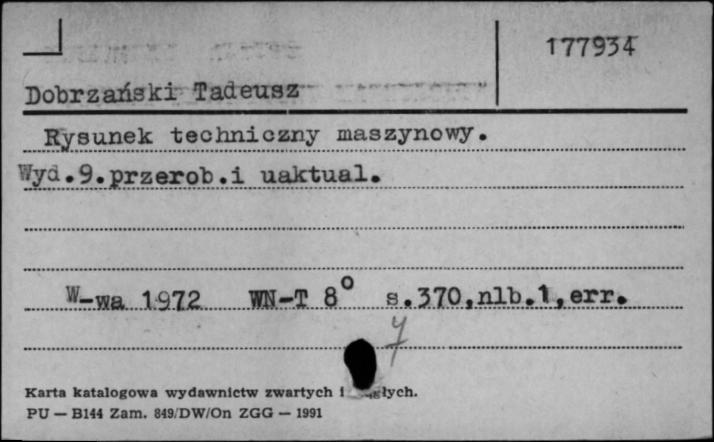 177934
Dobrzański Tadeusz
Rysunek techniczny maszynowy.
Wyd.9.przerob.i uaktual.
W-wa 1972 WN-T 8° s.370,nlb.1,err.
Karta katalogowa wydawnictw zwartych i
PU — B144 Zam. 849/DW/On ZGG — 1991